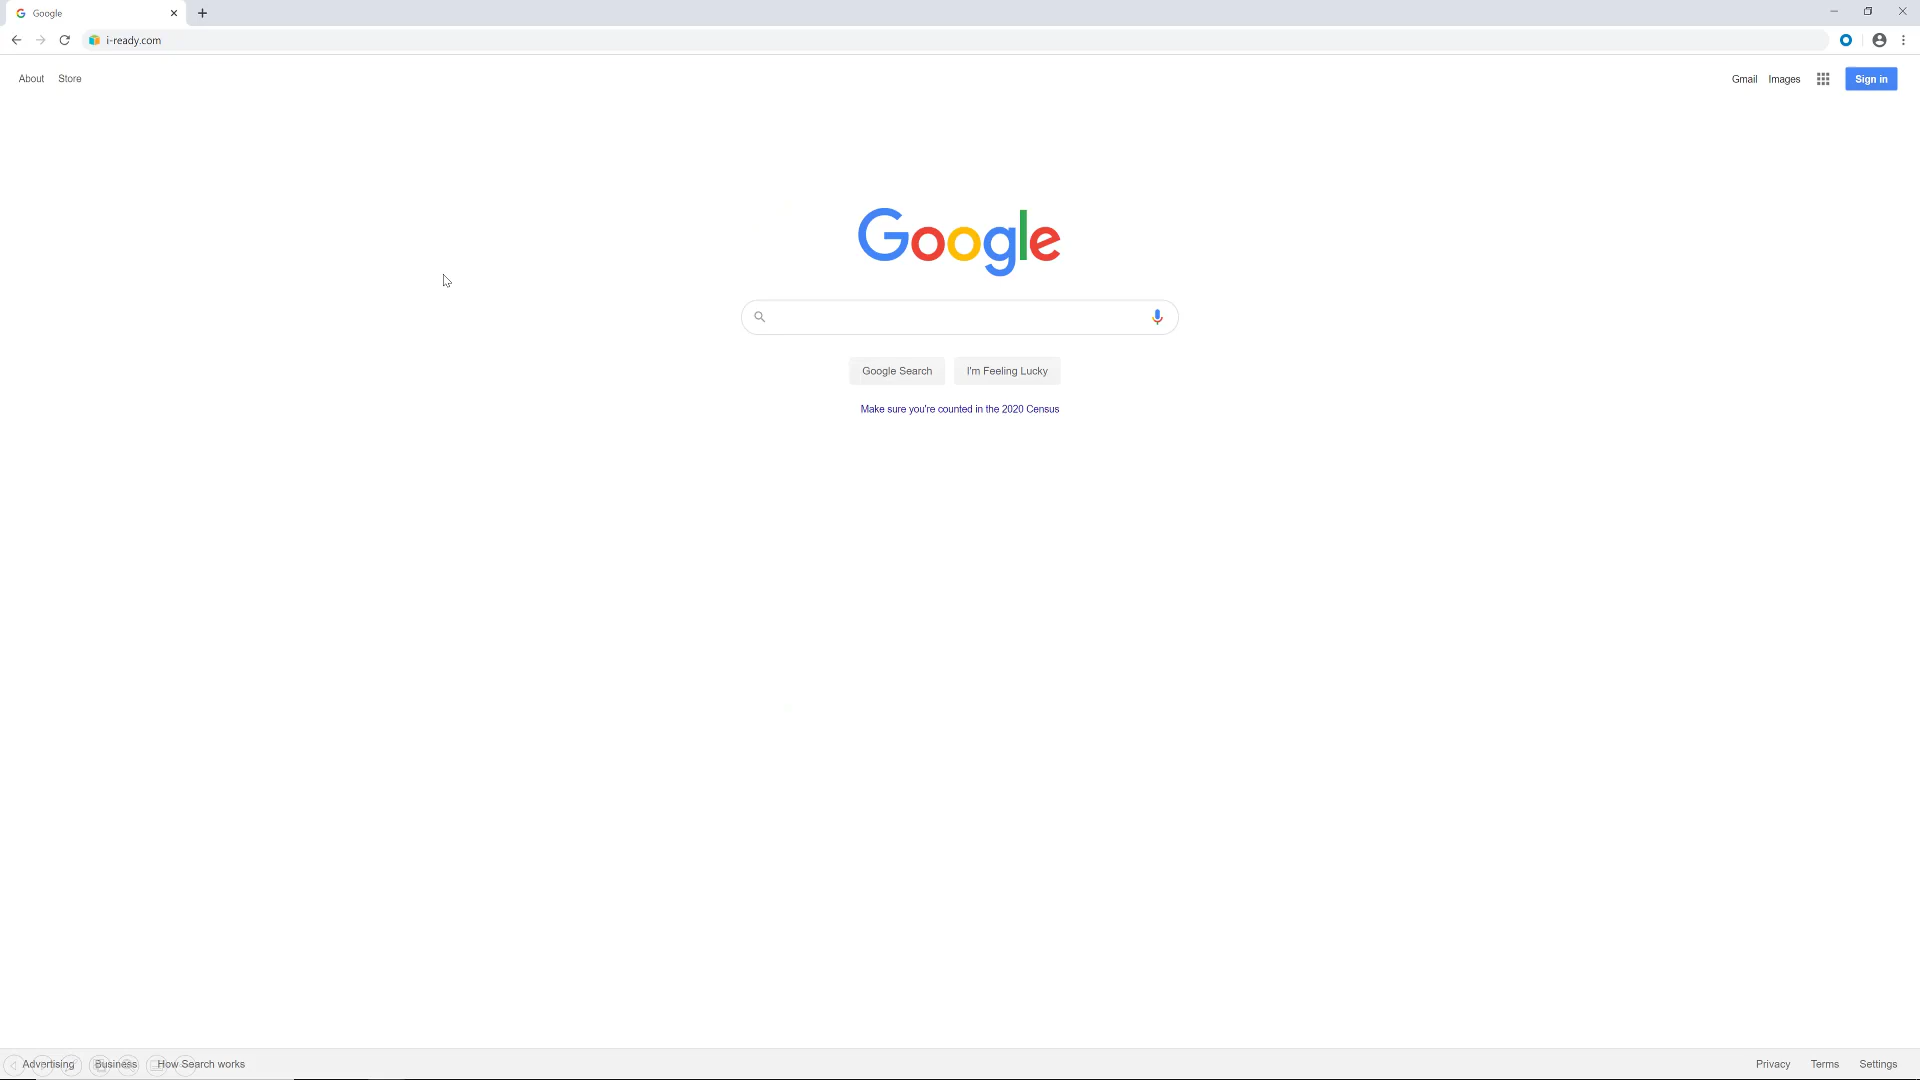 Google
i-ready.com
About Store
Gmail Images Sign in
Google
Google Search I'm Feeling Lucky
Make sure you're counted in the 2020 Census
Advertising Business How Search works
Privacy Terms Settings